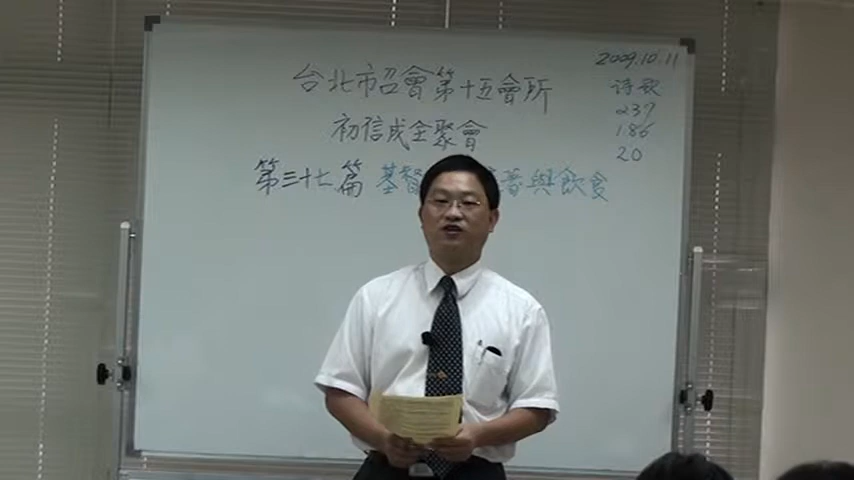 2009.10.11
台北市召會第十五會所
詩歌
237
186
20
初信成全聚會
第三十七篇 基督 著與飲食